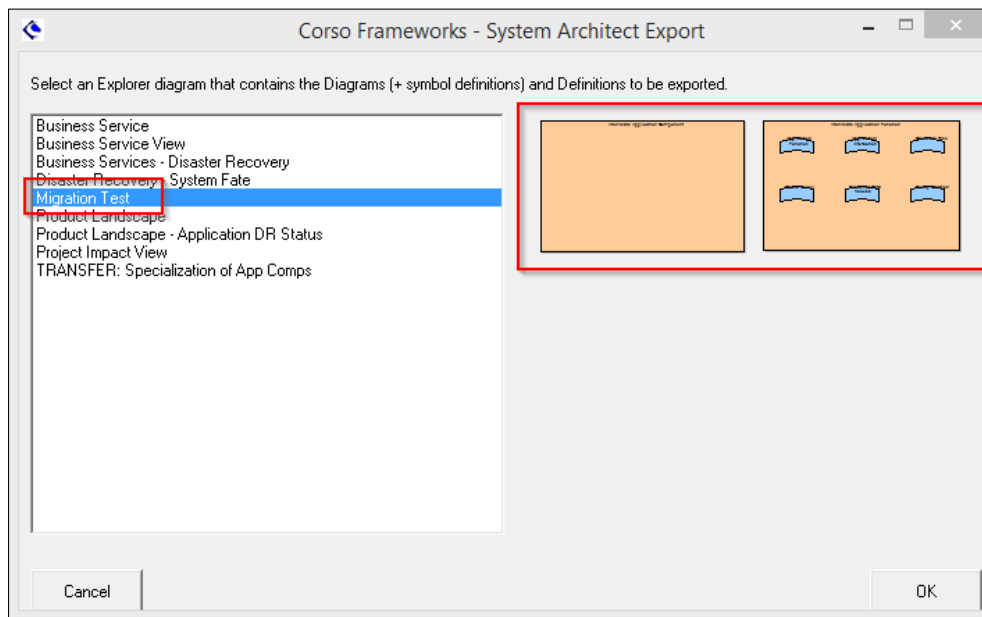 Corso Frameworks - System Architect Export
Select an Explorer diagram that contains the Diagrams (+ symbol definitions) and Definitions to be exported.
Business Service
Business Service View
Business Services - Disaster Recovery
Disaster Recovery - System Fate
Migration Test
Product Landscape
Product Landscape - Application DR Status
Project Impact View
TRANSFER: Specialization of App Comps
Cancel
OK